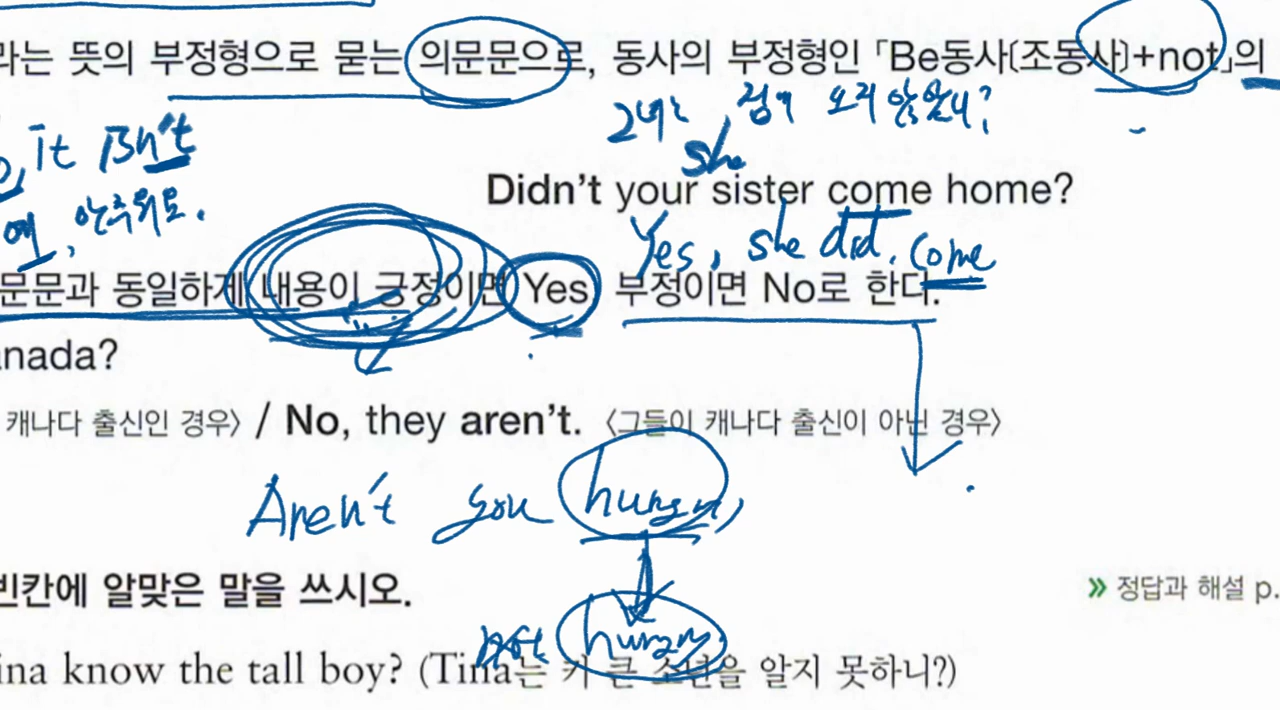 라는 뜻의 부정형으로 묻는 의문문으로, 동사의 부정형인 「Be동사(조동사)+not」의
그녀는 집에 오지 않았니?
it isn't
she
Didn't your sister come home?
예, 안추워요.
Yes, she did. come
문문과 동일하게 내용이 긍정이면 Yes 부정이면 No로 한다.
anada?
캐나다 출신인 경우〉 / No, they aren't. 〈그들이 캐나다 출신이 아닌 경우〉
Aren't you hungry
빈칸에 알맞은 말을 쓰시오.
» 정답과 해설 p.
not hungry
ina know the tall boy? (Tina는 키 큰 소년을 알지 못하니?)